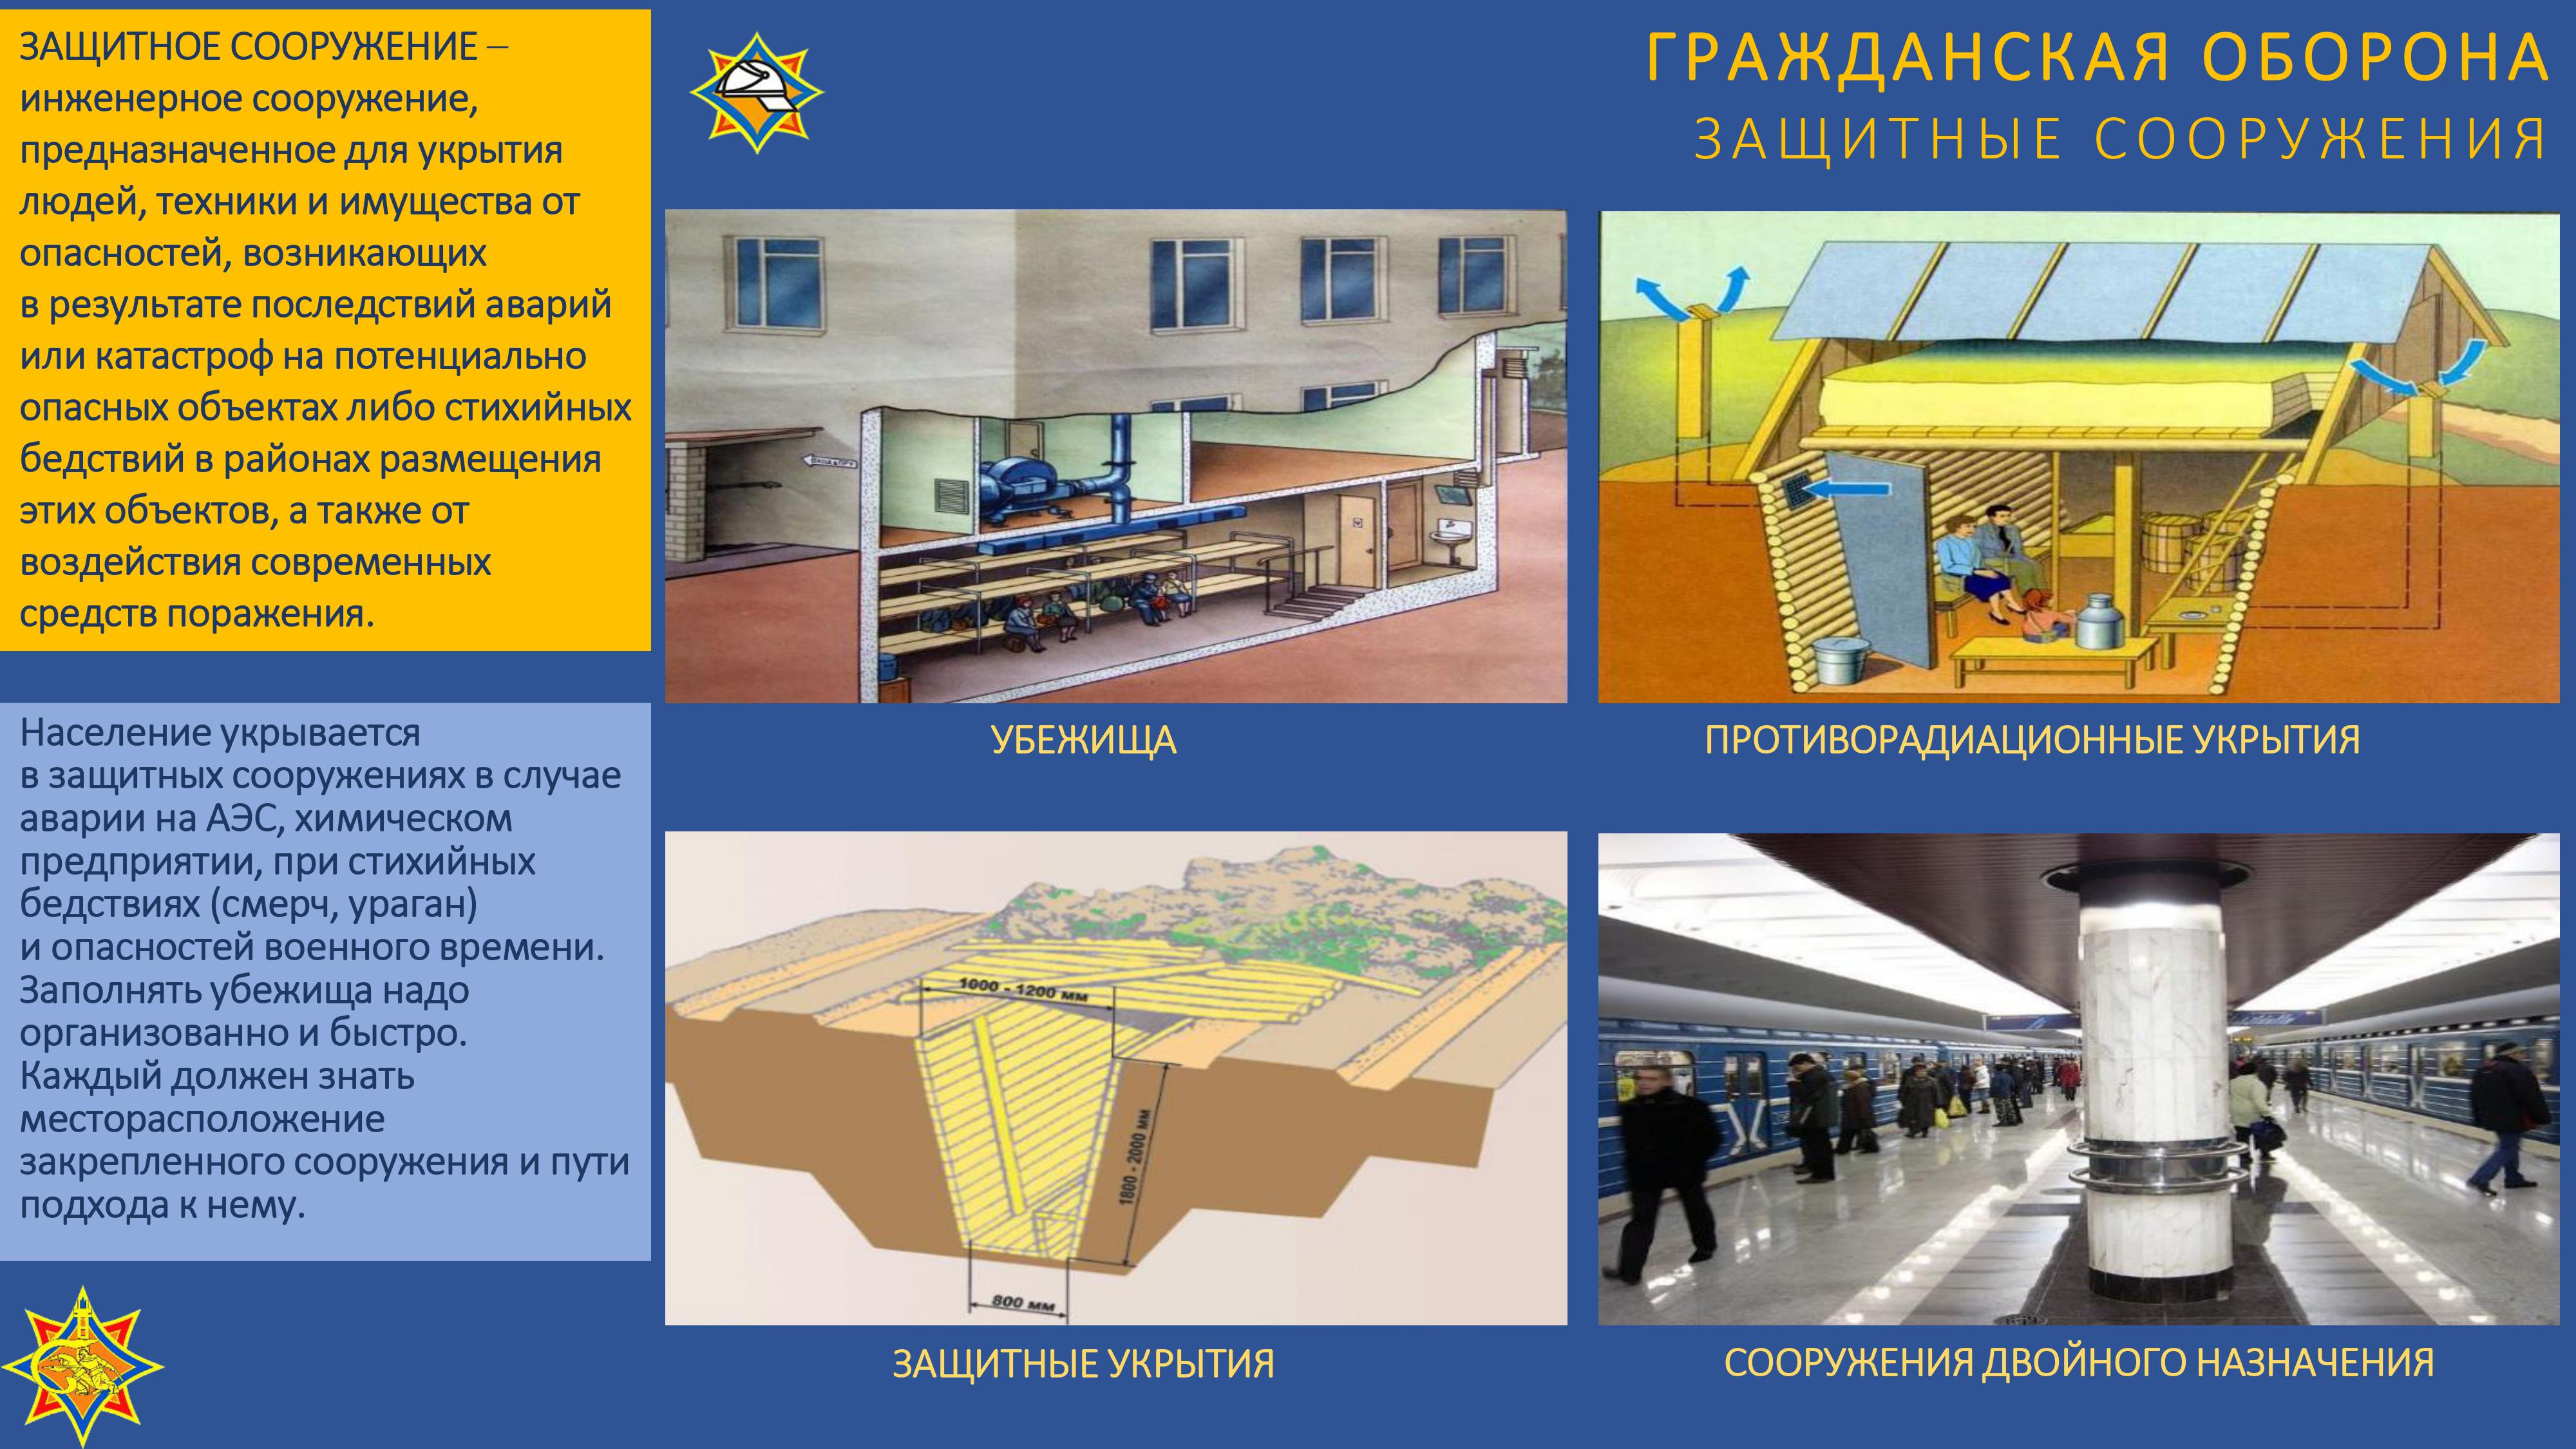 ЗАЩИТНОЕ СООРУЖЕНИЕ –
инженерное сооружение,
предназначенное для укрытия
людей, техники и имущества от
опасностей, возникающих
в результате последствий аварий
или катастроф на потенциально
опасных объектах либо стихийных
бедствий в районах размещения
этих объектов, а также от
воздействия современных
средств поражения.
Население укрывается
в защитных сооружениях в случае
аварии на АЭС, химическом
предприятии, при стихийных
бедствиях (смерч, ураган)
и опасностей военного времени.
Заполнять убежища надо
организованно и быстро.
Каждый должен знать
месторасположение
закрепленного сооружения и пути
подхода к нему.
ГРАЖДАНСКАЯ ОБОРОНА
ЗАЩИТНЫЕ СООРУЖЕНИЯ
УБЕЖИЩА
ПРОТИВОРАДИАЦИОННЫЕ УКРЫТИЯ
1000 - 1200 мм
1800 - 2000 мм
800 мм
ЗАЩИТНЫЕ УКРЫТИЯ
СООРУЖЕНИЯ ДВОЙНОГО НАЗНАЧЕНИЯ